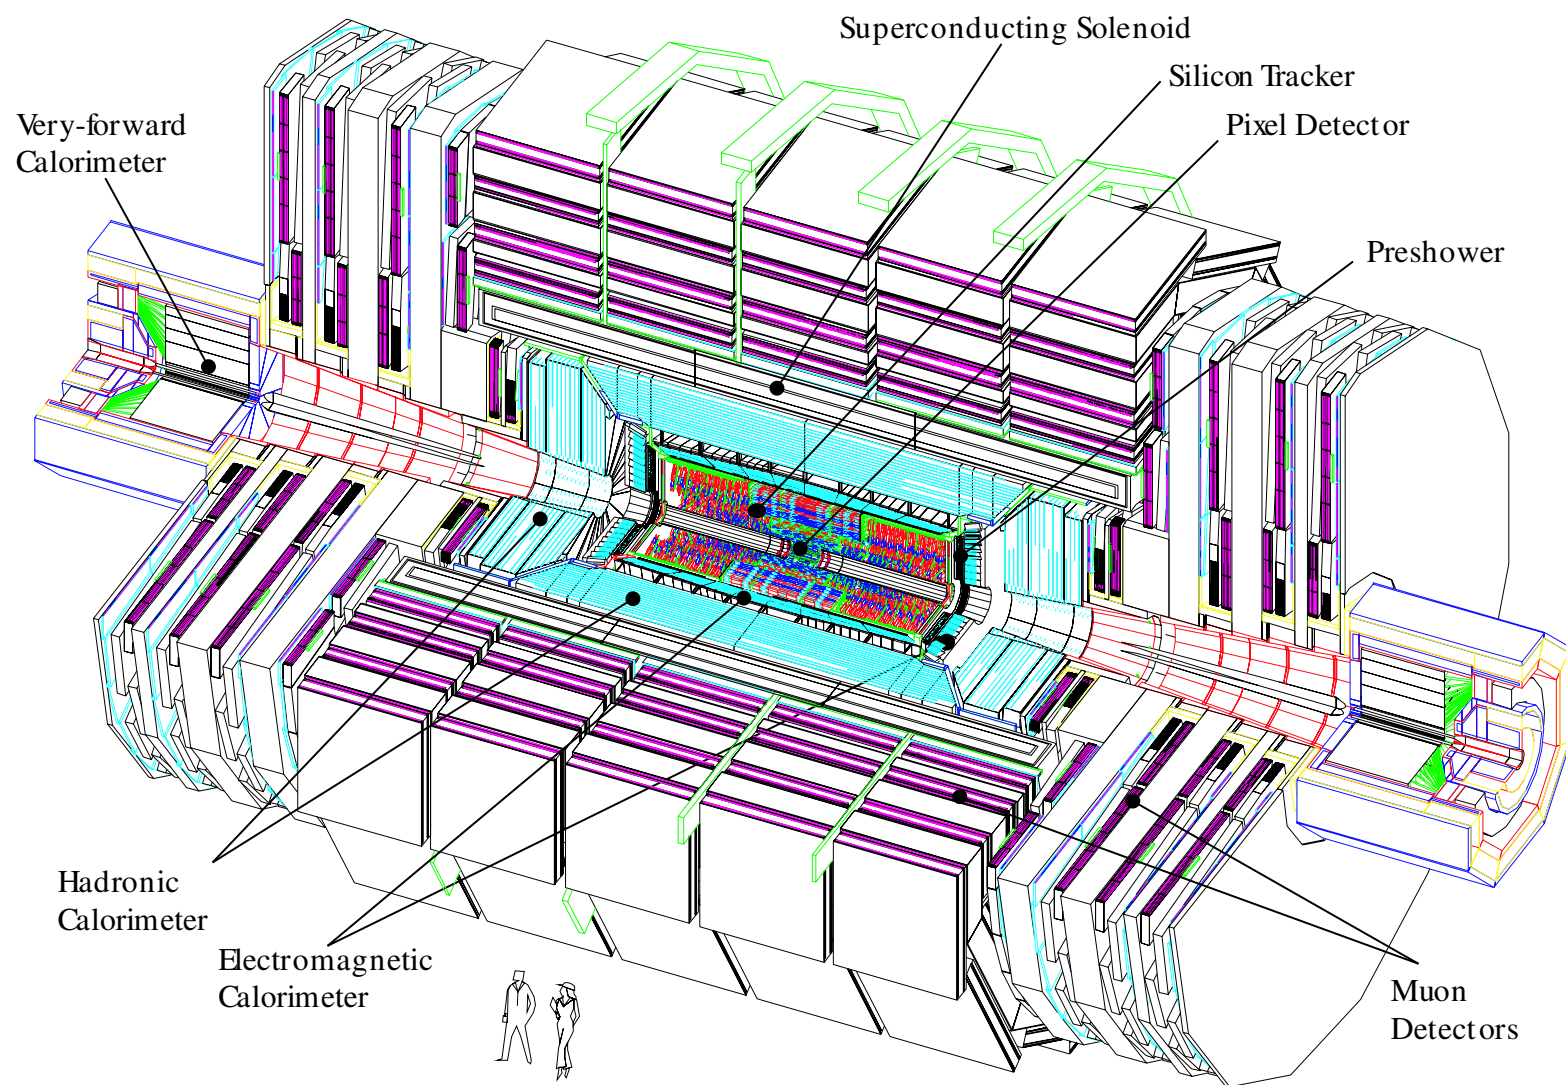 Superconducting Solenoid
Silicon Tracker
Pixel Detector
Very-forward
Calorimeter
Preshower
Hadronic
Calorimeter
Electromagnetic
Calorimeter
Muon
Detectors